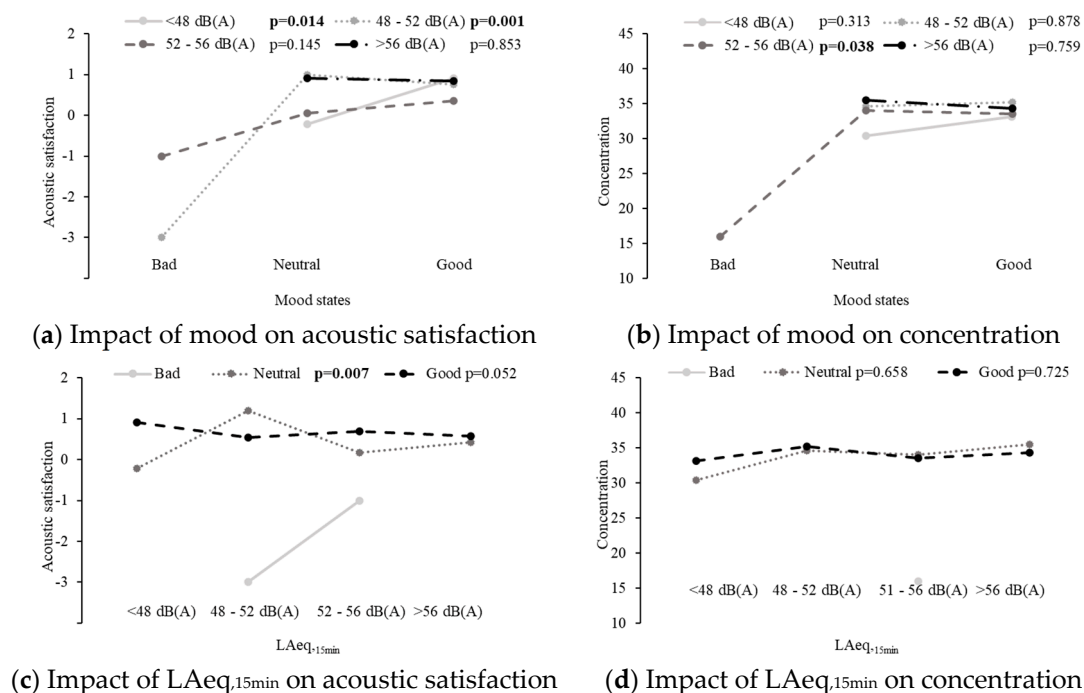 <48 dB(A) p=0.014 48 - 52 dB(A) p=0.001
52 - 56 dB(A) p=0.145 >56 dB(A) p=0.853
2
1
0
-1
-2
-3
Acoustic satisfaction
Bad Neutral Good
Mood states
(a) Impact of mood on acoustic satisfaction
<48 dB(A) p=0.313 48 - 52 dB(A) p=0.878
52 - 56 dB(A) p=0.038 >56 dB(A) p=0.759
45
40
35
30
25
20
15
10
Concentration
Bad Neutral Good
Mood states
(b) Impact of mood on concentration
Bad Neutral p=0.007 Good p=0.052
2
1
0
-1
-2
-3
Acoustic satisfaction
<48 dB(A) 48 - 52 dB(A) 52 - 56 dB(A) >56 dB(A)
LAeq,15min
(c) Impact of LAeq,15min on acoustic satisfaction
Bad Neutral p=0.658 Good p=0.725
45
40
35
30
25
20
15
10
Concentration
<48 dB(A) 48 - 52 dB(A) 51 - 56 dB(A) >56 dB(A)
LAeq,15min
(d) Impact of LAeq,15min on concentration